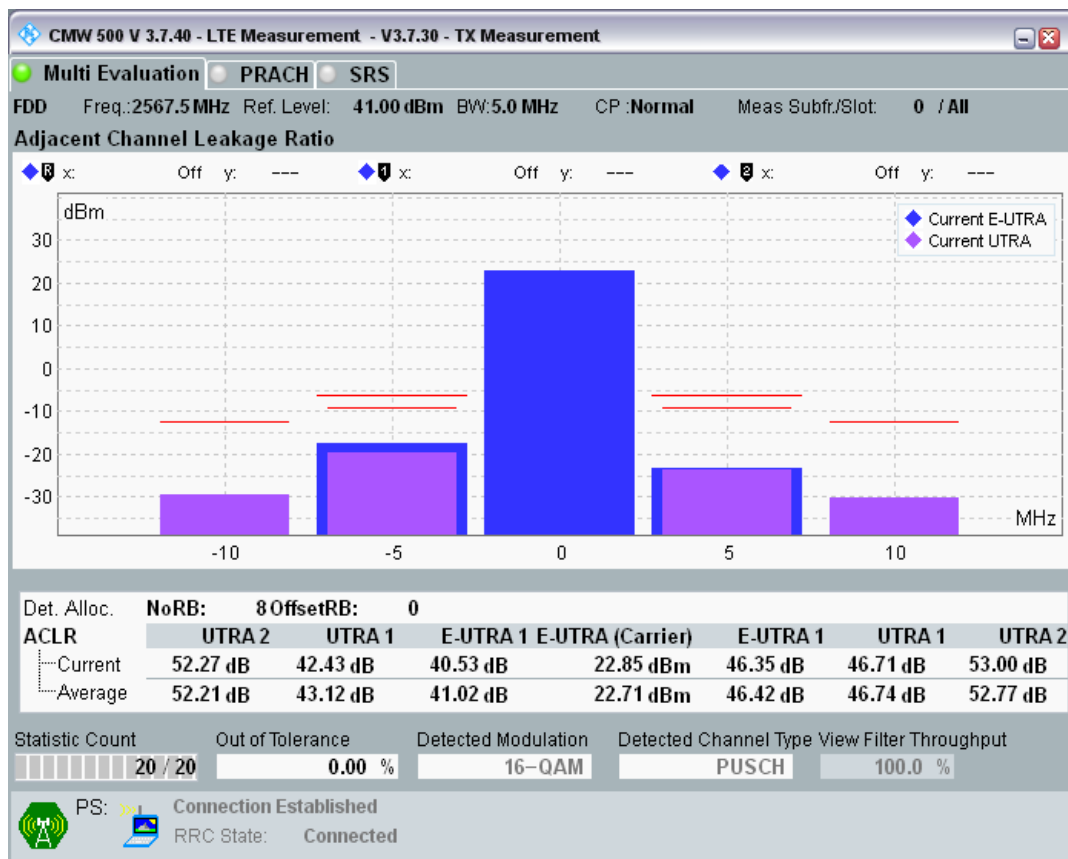 CMW 500 V 3.7.40 - LTE Measurement - V3.7.30 - TX Measurement
Multi Evaluation PRACH SRS
FDD Freq.:2567.5 MHz Ref. Level: 41.00 dBm BW:5.0 MHz CP :Normal Meas Subfr./Slot: 0 / All
Adjacent Channel Leakage Ratio
R x: Off y: --- 1 x: Off y: --- 2 x: Off y: ---
dBm
Current E-UTRA
Current UTRA
30
20
10
0
-10
-20
-30
MHz
-10 -5 0 5 10
Det. Alloc. NoRB: 8 OffsetRB: 0
ACLR UTRA 2 UTRA 1 E-UTRA 1 E-UTRA (Carrier) E-UTRA 1 UTRA 1 UTRA 2
Current 52.27 dB 42.43 dB 40.53 dB 22.85 dBm 46.35 dB 46.71 dB 53.00 dB
Average 52.21 dB 43.12 dB 41.02 dB 22.71 dBm 46.42 dB 46.74 dB 52.77 dB
Statistic Count Out of Tolerance Detected Modulation Detected Channel Type View Filter Throughput
20 / 20 0.00 % 16-QAM PUSCH 100.0 %
PS: Connection Established
RRC State: Connected